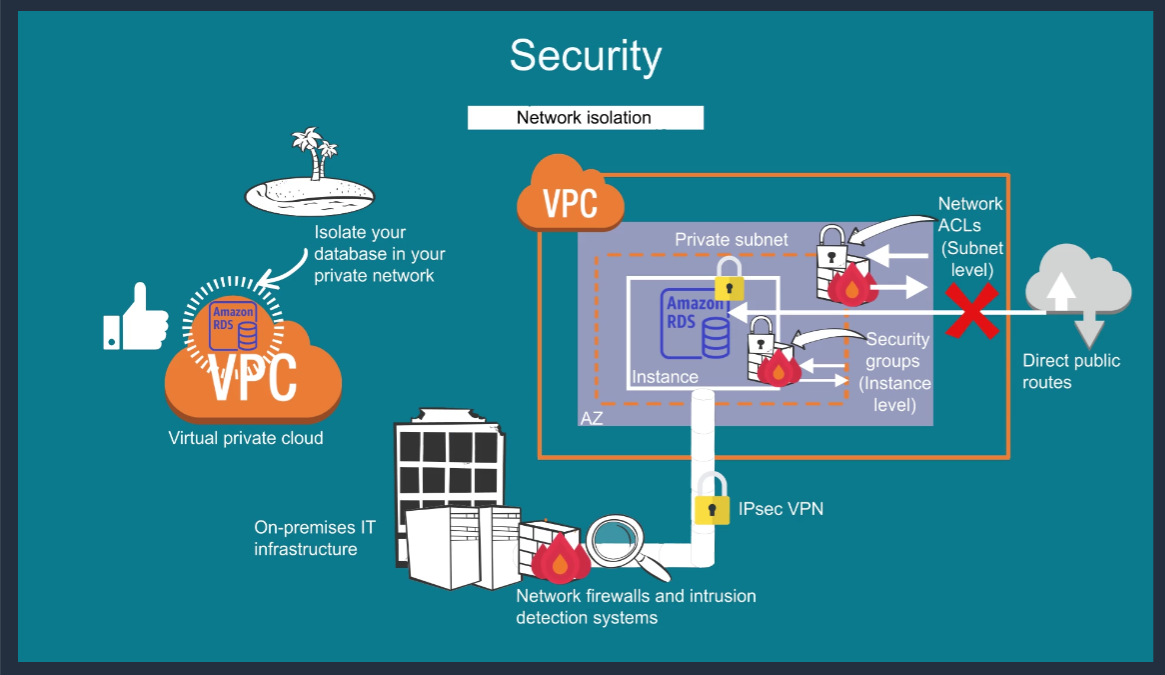 Security
Network isolation
Isolate your
database in your
private network
Amazon
RDS
VPC
Virtual private cloud
VPC
Private subnet
Network
ACLs
(Subnet
level)
Amazon
RDS
Instance
AZ
Security
groups
(Instance
level)
Direct public
routes
IPsec VPN
On-premises IT
infrastructure
Network firewalls and intrusion
detection systems